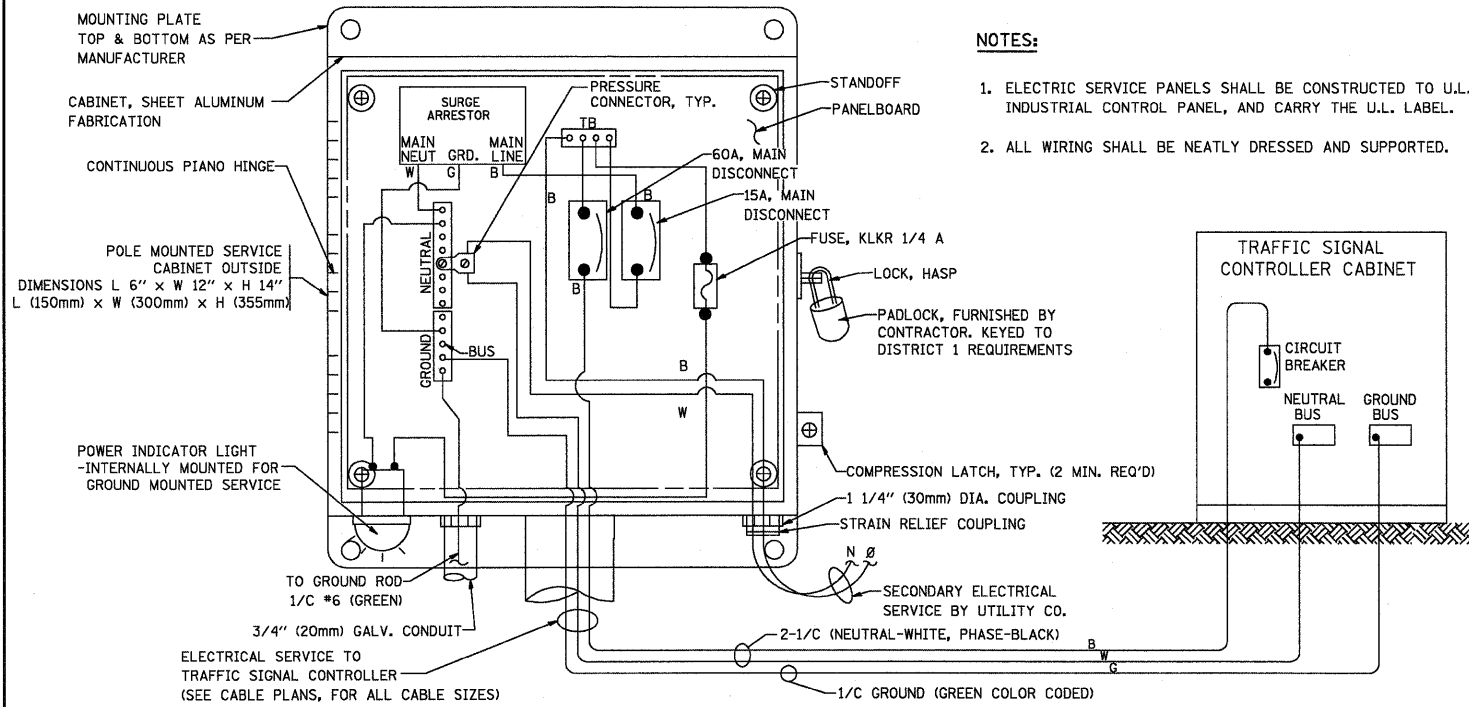 MOUNTING PLATE
TOP & BOTTOM AS PER
MANUFACTURER
CABINET, SHEET ALUMINUM
FABRICATION
CONTINUOUS PIANO HINGE
POLE MOUNTED SERVICE
CABINET OUTSIDE
DIMENSIONS L 6" x W 12" x H 14"
L (150mm) x W (300mm) x H (355mm)
POWER INDICATOR LIGHT
-INTERNALLY MOUNTED FOR
GROUND MOUNTED SERVICE
TO GROUND ROD
1/C #6 (GREEN)
3/4" (20mm) GALV. CONDUIT
ELECTRICAL SERVICE TO
TRAFFIC SIGNAL CONTROLLER
(SEE CABLE PLANS, FOR ALL CABLE SIZES)
SURGE
ARRESTOR
MAIN
NEUT
GRD.
MAIN
LINE
W
G
B
PRESSURE
CONNECTOR, TYP.
TB
STANDOFF
PANELBOARD
60A, MAIN
DISCONNECT
15A, MAIN
DISCONNECT
B
B
B
NEUTRAL
GROUND
BUS
FUSE, KLKR 1/4 A
LOCK, HASP
PADLOCK, FURNISHED BY
CONTRACTOR. KEYED TO
DISTRICT 1 REQUIREMENTS
B
W
COMPRESSION LATCH, TYP. (2 MIN. REQ'D)
1 1/4" (30mm) DIA. COUPLING
STRAIN RELIEF COUPLING
N Ø
SECONDARY ELECTRICAL
SERVICE BY UTILITY CO.
2-1/C (NEUTRAL-WHITE, PHASE-BLACK)
B
W
G
1/C GROUND (GREEN COLOR CODED)
NOTES:
1. ELECTRIC SERVICE PANELS SHALL BE CONSTRUCTED TO U.L.
INDUSTRIAL CONTROL PANEL, AND CARRY THE U.L. LABEL.
2. ALL WIRING SHALL BE NEATLY DRESSED AND SUPPORTED.
TRAFFIC SIGNAL
CONTROLLER CABINET
CIRCUIT
BREAKER
NEUTRAL
BUS
GROUND
BUS